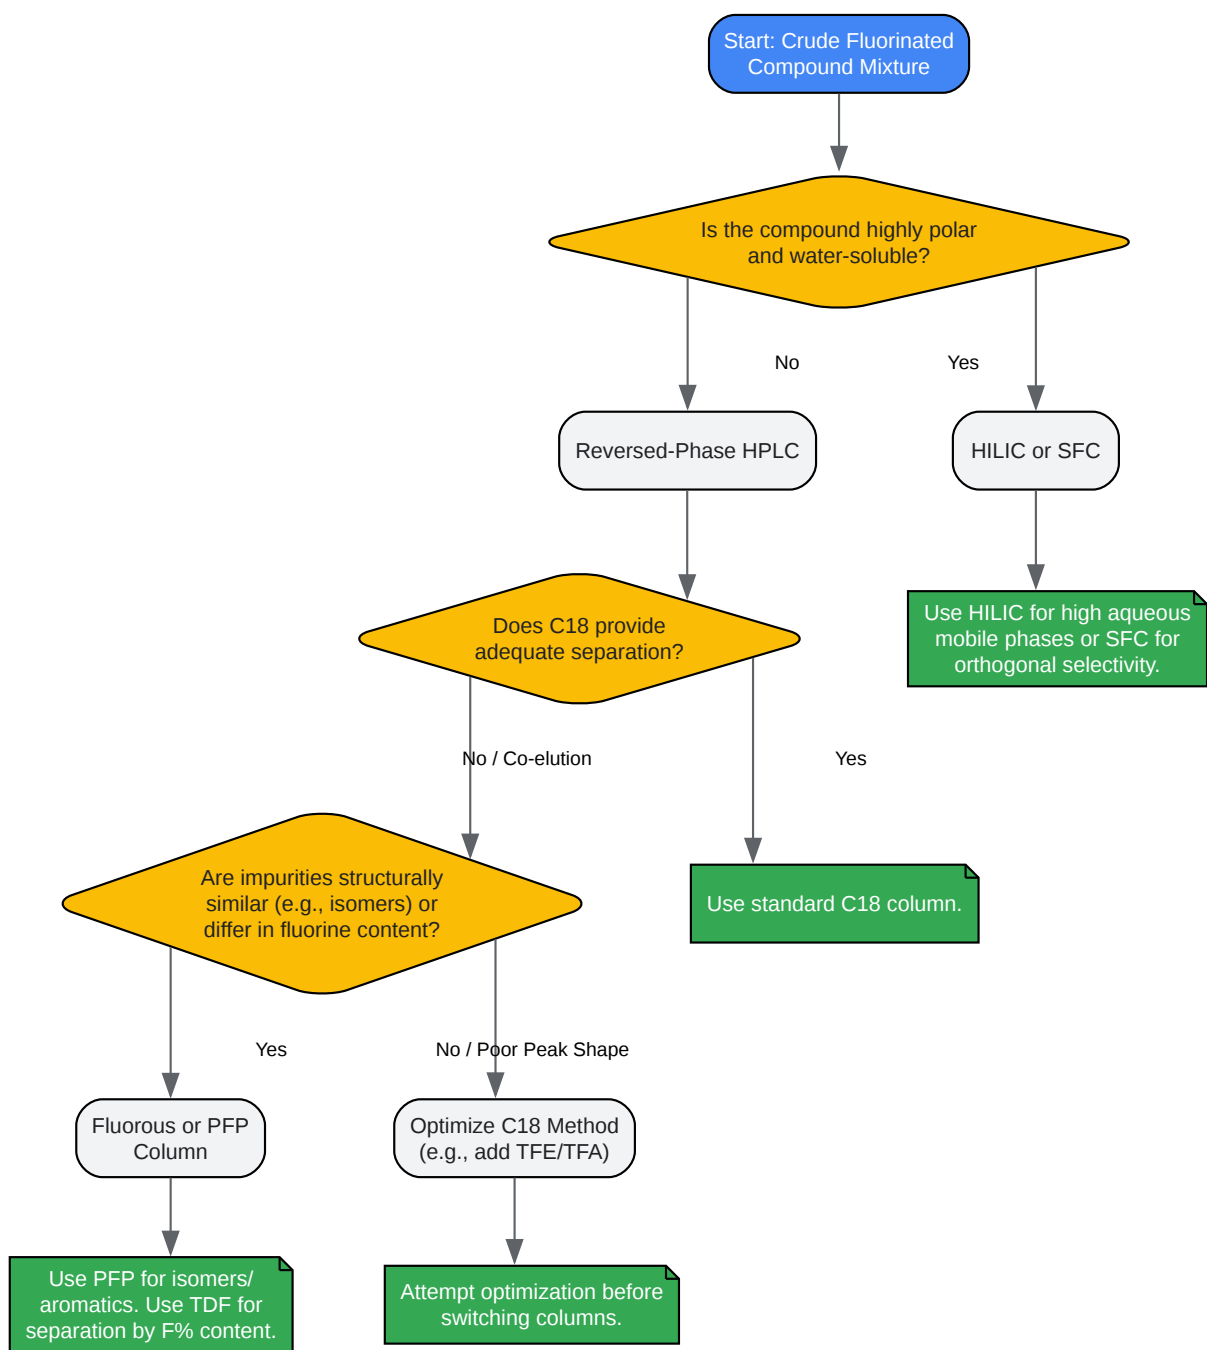 Start: Crude Fluorinated
Compound Mixture
Is the compound highly polar
and water-soluble?
No
Yes
Reversed-Phase HPLC
HILIC or SFC
Use HILIC for high aqueous
mobile phases or SFC for
orthogonal selectivity.
Does C18 provide
adequate separation?
No / Co-elution
Yes
Use standard C18 column.
Are impurities structurally
similar (e.g., isomers) or
differ in fluorine content?
Yes
No / Poor Peak Shape
Fluorous or PFP
Column
Optimize C18 Method
(e.g., add TFE/TFA)
Use PFP for isomers/
aromatics. Use TDF for
separation by F% content.
Attempt optimization before
switching columns.